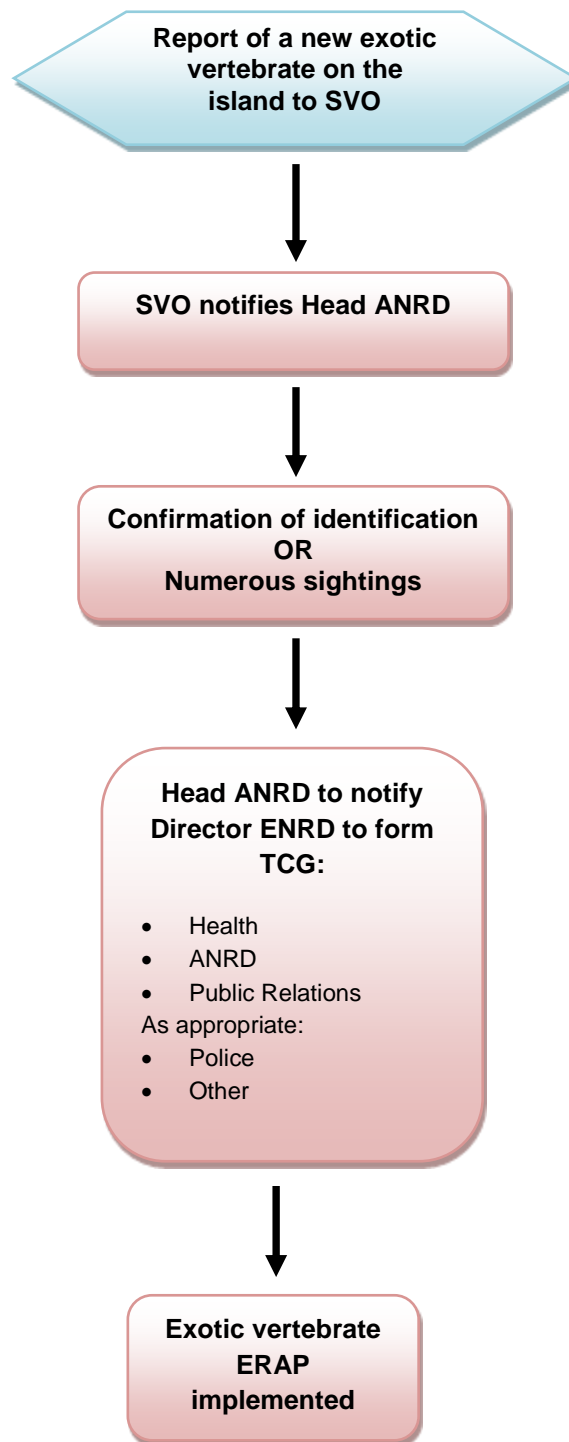 Report of a new exotic
vertebrate on the
island to SVO
SVO notifies Head ANRD
Confirmation of identification
OR
Numerous sightings
Head ANRD to notify
Director ENRD to form
TCG:
• Health
• ANRD
• Public Relations
As appropriate:
• Police
• Other
Exotic vertebrate
ERAP
implemented